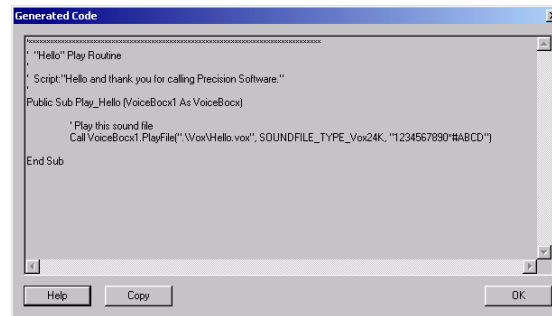 Generated Code
'xxxxxxxxxxxxxxxxxxxxxxxxxxxxxxxxxxxxxxxxxxxxxxxxxxxxxxxxxxxxxxxxxxxxxxxxxxxxx
' "Hello" Play Routine
'
' Script:"Hello and thank you for calling Precision Software."
'
Public Sub Play_Hello (VoiceBocx1 As VoiceBocx)
' Play this sound file
Call VoiceBocx1.PlayFile(".\Vox\Hello.vox", SOUNDFILE_TYPE_Vox24K, "1234567890*#ABCD")
End Sub
Help
Copy
OK